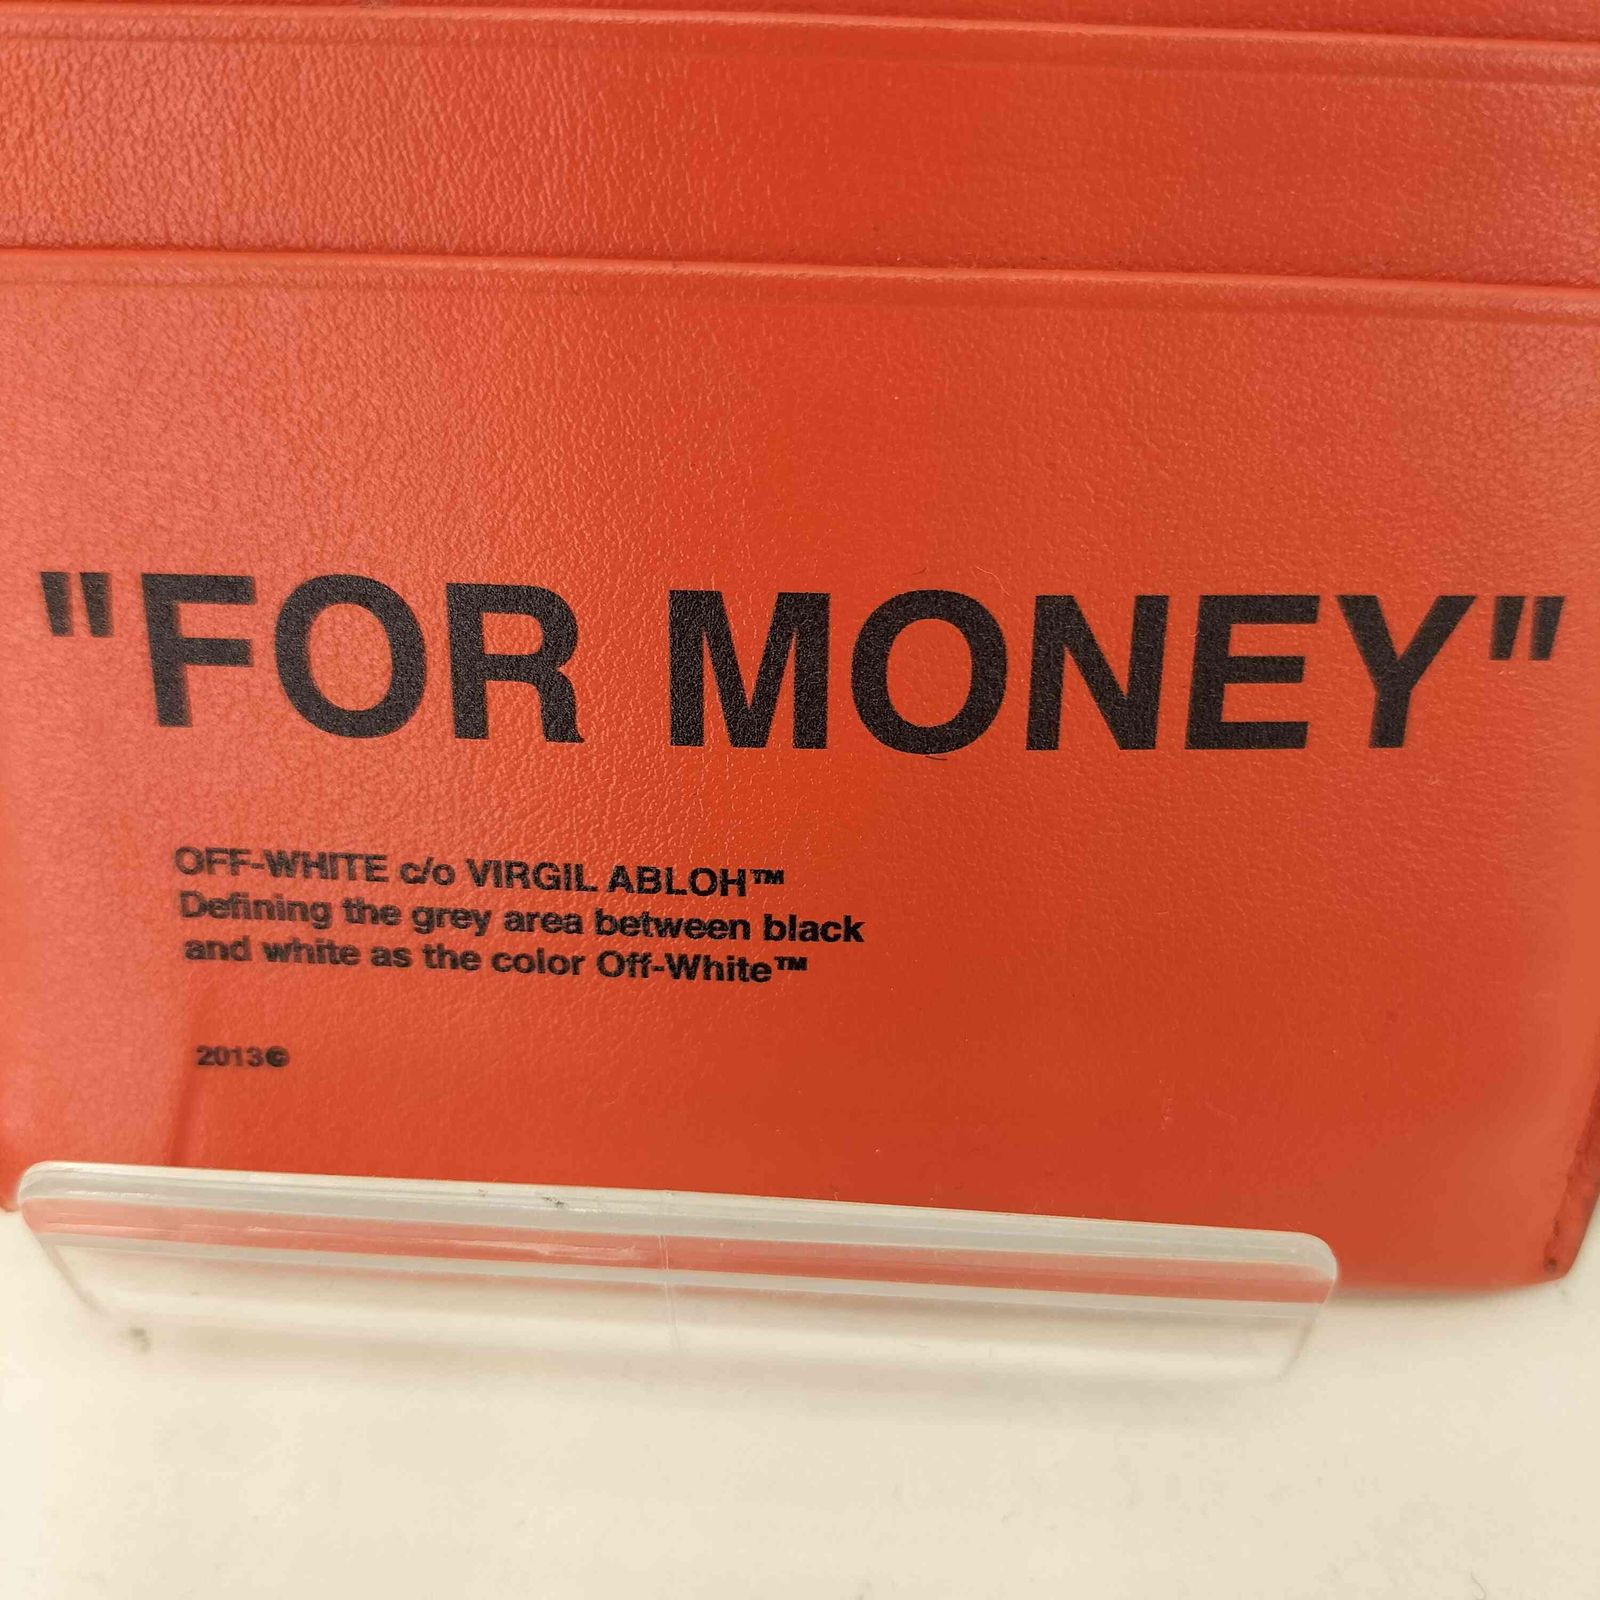 "FOR MONEY"
OFF-WHITE c/o VIRGIL ABLOH™
Defining the grey area between black
and white as the color Off-White™
2013©